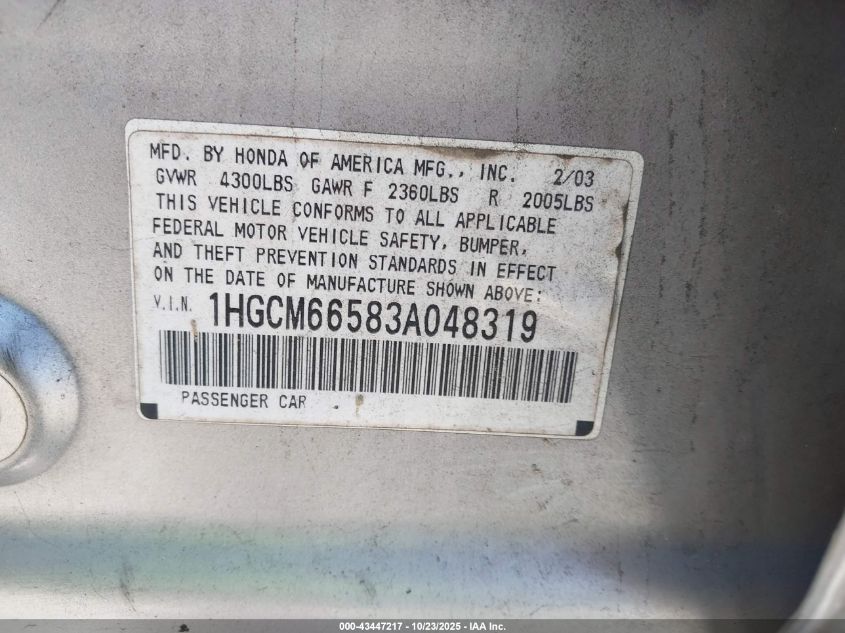 MFD. BY HONDA OF AMERICA MFG., INC. 2/03
GVWR 4300LBS GAWR F 2360LBS R 2005LBS
THIS VEHICLE CONFORMS TO ALL APPLICABLE
FEDERAL MOTOR VEHICLE SAFETY, BUMPER,
AND THEFT PREVENTION STANDARDS IN EFFECT
ON THE DATE OF MANUFACTURE SHOWN ABOVE:
V.I.N. 1HGCM66583A048319
PASSENGER CAR
000-43447217 - 10/23/2025 - IAA Inc.